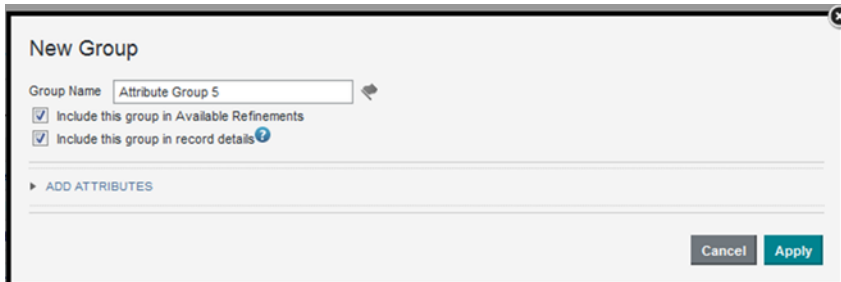 New Group
Group Name Attribute Group 5
Include this group in Available Refinements
Include this group in record details ?
ADD ATTRIBUTES
Cancel Apply